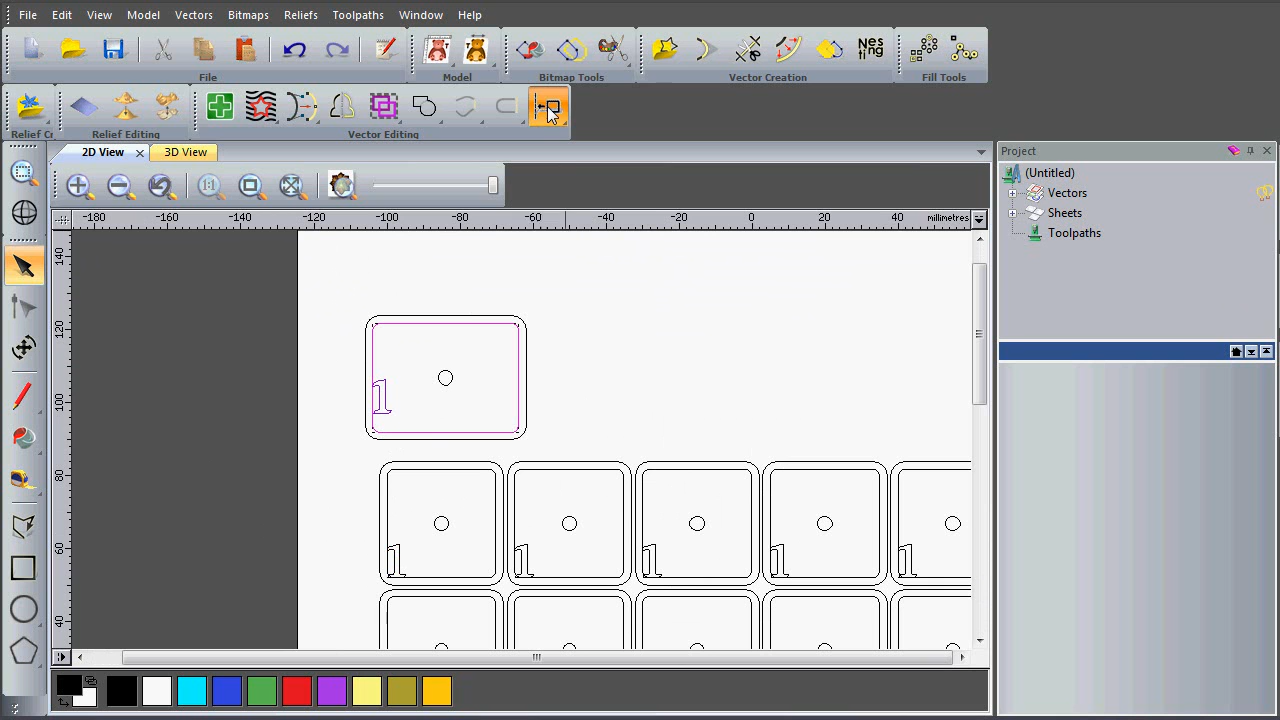 File Edit View Model Vectors Bitmaps Reliefs Toolpaths Window Help
1:1 Nes ting
File Model Bitmap Tools Vector Creation Fill Tools
Relief Cr Relief Editing Vector Editing
2D View 3D View Project
(Untitled)
Vectors
Sheets
Toolpaths
-180 -160 -140 -120 -100 -80 -60 -40 -20 0 20 40 millimetres
140
120
100
80
60
40
1
1 1 1 1 1